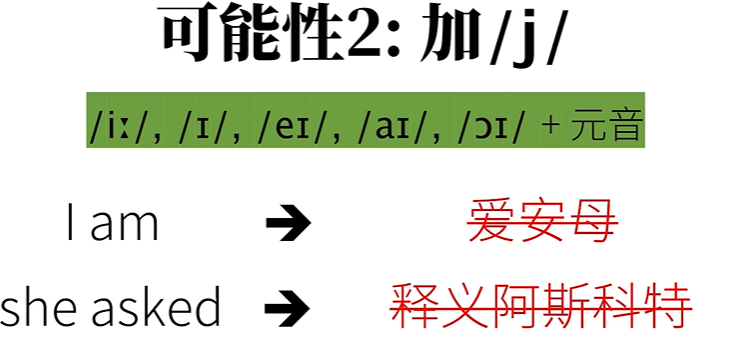 可能性2: 加/j/
/iː/, /ɪ/, /eɪ/, /aɪ/, /ɔɪ/ + 元音
I am ➔ 爱安母
she asked ➔ 释义阿斯科特